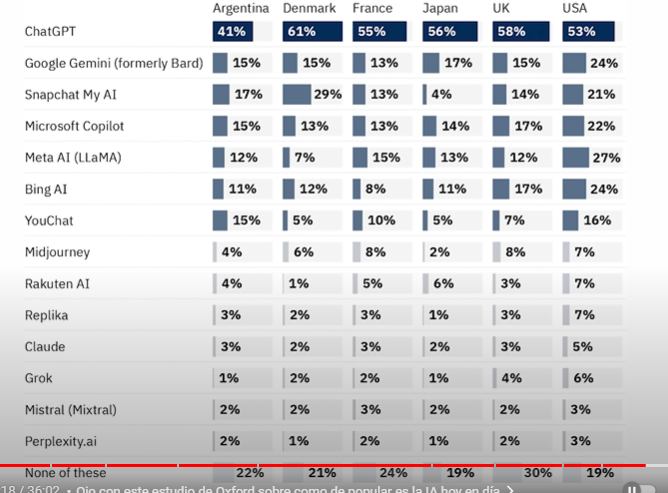 Argentina Denmark France Japan UK USA
ChatGPT 41% 61% 55% 56% 58% 53%
Google Gemini (formerly Bard) 15% 15% 13% 17% 15% 24%
Snapchat My AI 17% 29% 13% 4% 14% 21%
Microsoft Copilot 15% 13% 13% 14% 17% 22%
Meta AI (LLaMA) 12% 7% 15% 13% 12% 27%
Bing AI 11% 12% 8% 11% 17% 24%
YouChat 15% 5% 10% 5% 7% 16%
Midjourney 4% 6% 8% 2% 8% 7%
Rakuten AI 4% 1% 5% 6% 3% 7%
Replika 3% 2% 3% 1% 3% 7%
Claude 3% 2% 3% 2% 3% 5%
Grok 1% 2% 2% 1% 4% 6%
Mistral (Mixtral) 2% 2% 3% 2% 2% 3%
Perplexity.ai 2% 1% 2% 1% 2% 3%
None of these 22% 21% 24% 19% 30% 19%
18 / 36:02 • Ojo con este estudio de Oxford sobre como de popular es la IA hoy en día >